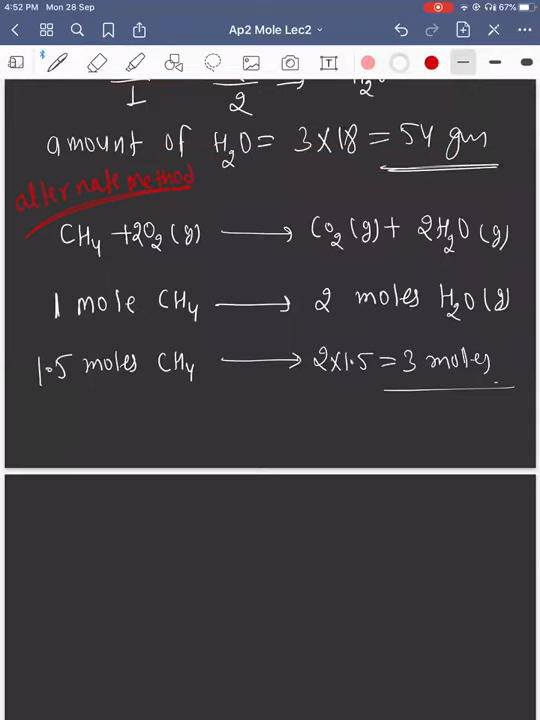 4:52 PM Mon 28 Sep
67%
Ap2 Mole Lec2
1 2
amount of H₂O = 3 X 18 = 54 gm
alternate method
CH₄ + 2O₂ (g) ⟶ CO₂ (g) + 2H₂O (g)
1 mole CH₄ ⟶ 2 moles H₂O (g)
1.5 moles CH₄ ⟶ 2 X 1.5 = 3 moles